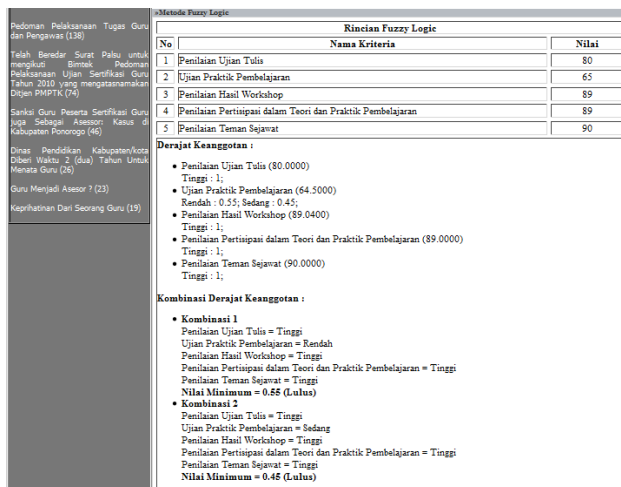 Pedoman Pelaksanaan Tugas Guru
dan Pengawas (138)
Telah Beredar Surat Palsu untuk
mengikuti Bimtek Pedoman
Pelaksanaan Ujian Sertifikasi Guru
Tahun 2010 yang mengatasnamakan
Ditjen PMPTK (74)
Sanksi Guru Peserta Sertifikasi Guru
juga Sebagai Asessor: Kasus di
Kabupaten Ponorogo (46)
Dinas Pendidikan Kabupaten/kota
Diberi Waktu 2 (dua) Tahun Untuk
Menata Guru (26)
Guru Menjadi Asesor ? (23)
Keprihatinan Dari Seorang Guru (19)
»Metode Fuzzy Logic
Rincian Fuzzy Logic
No Nama Kriteria Nilai
1 Penilaian Ujian Tulis 80
2 Ujian Praktik Pembelajaran 65
3 Penilaian Hasil Workshop 89
4 Penilaian Pertisipasi dalam Teori dan Praktik Pembelajaran 89
5 Penilaian Teman Sejawat 90
Derajat Keanggotan :
• Penilaian Ujian Tulis (80.0000)
Tinggi : 1;
• Ujian Praktik Pembelajaran (64.5000)
Rendah : 0.55; Sedang : 0.45;
• Penilaian Hasil Workshop (89.0400)
Tinggi : 1;
• Penilaian Pertisipasi dalam Teori dan Praktik Pembelajaran (89.0000)
Tinggi : 1;
• Penilaian Teman Sejawat (90.0000)
Tinggi : 1;
Kombinasi Derajat Keanggotan :
• Kombinasi 1
Penilaian Ujian Tulis = Tinggi
Ujian Praktik Pembelajaran = Rendah
Penilaian Hasil Workshop = Tinggi
Penilaian Pertisipasi dalam Teori dan Praktik Pembelajaran = Tinggi
Penilaian Teman Sejawat = Tinggi
Nilai Minimum = 0.55 (Lulus)
• Kombinasi 2
Penilaian Ujian Tulis = Tinggi
Ujian Praktik Pembelajaran = Sedang
Penilaian Hasil Workshop = Tinggi
Penilaian Pertisipasi dalam Teori dan Praktik Pembelajaran = Tinggi
Penilaian Teman Sejawat = Tinggi
Nilai Minimum = 0.45 (Lulus)